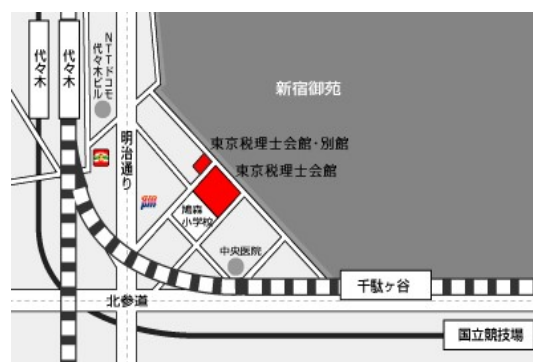 代々木
代々木
NTTドコモ
代々木ビル
新宿御苑
明治通り
東京税理士会館・別館
東京税理士会館
am
pm
鳩森
小学校
中央医院
千駄ヶ谷
北参道
国立競技場